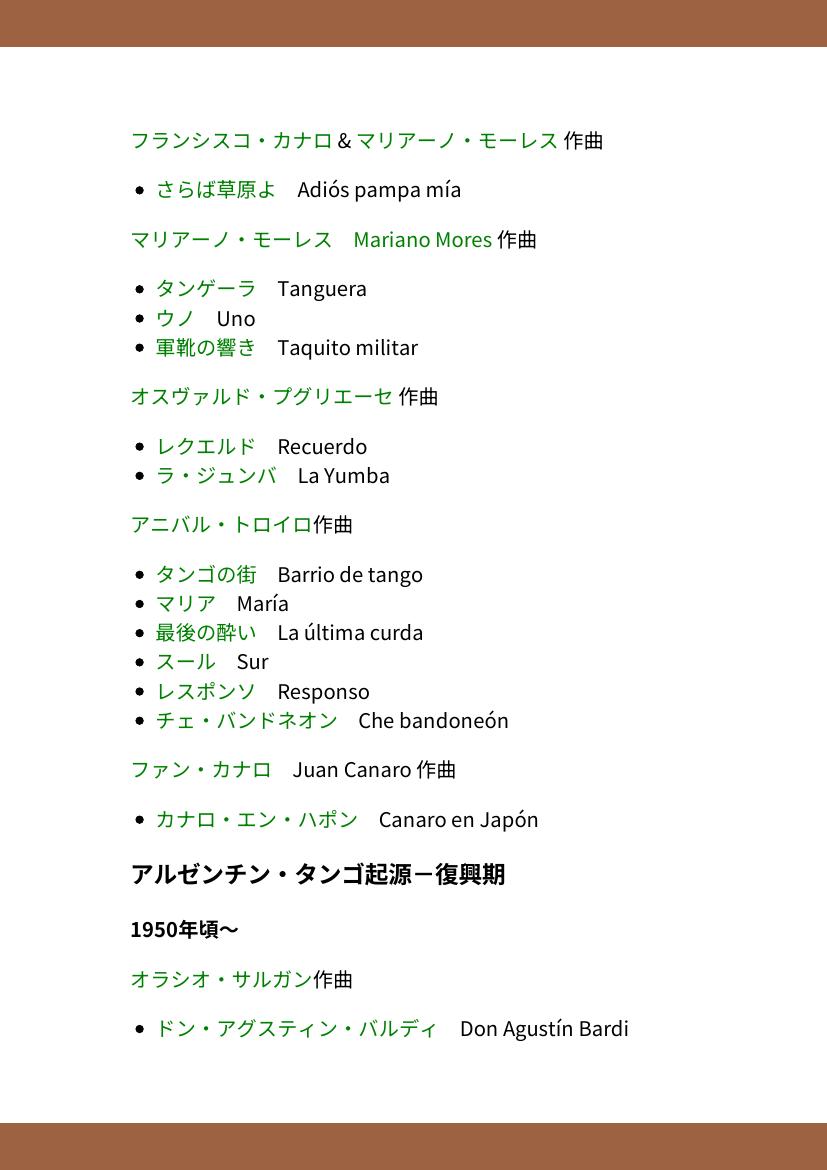 フランシスコ・カナロ & マリアーノ・モーレス 作曲
さらば草原よ　Adiós pampa mía
マリアーノ・モーレス　Mariano Mores 作曲
タンゲーラ　Tanguera
ウノ　Uno
軍靴の響き　Taquito militar
オスヴァルド・プグリエーセ 作曲
レクエルド　Recuerdo
ラ・ジュンバ　La Yumba
アニバル・トロイロ作曲
タンゴの街　Barrio de tango
マリア　María
最後の酔い　La última curda
スール　Sur
レスポンソ　Responso
チェ・バンドネオン　Che bandoneón
ファン・カナロ　Juan Canaro 作曲
カナロ・エン・ハポン　Canaro en Japón
アルゼンチン・タンゴ起源－復興期
1950年頃〜
オラシオ・サルガン作曲
ドン・アグスティン・バルディ　Don Agustín Bardi